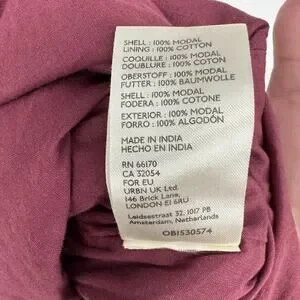 SHELL : 100% MODAL
LINING : 100% COTTON
COQUILLE : 100% MODAL
DOUBLURE : 100% COTON
OBERSTOFF : 100% MODAL
FUTTER : 100% BAUMWOLLE
SHELL : 100% MODAL
FODERA : 100% COTONE
EXTERIOR : 100% MODAL
FORRO : 100% ALGODÓN
MADE IN INDIA
HECHO EN INDIA
RN 66170
CA 32054
FOR EU
URBN UK Ltd.
146 Brick Lane,
LONDON E1 6RU
Leidsestraat 32, 1017 PB
Amsterdam, Netherlands
OB1530574